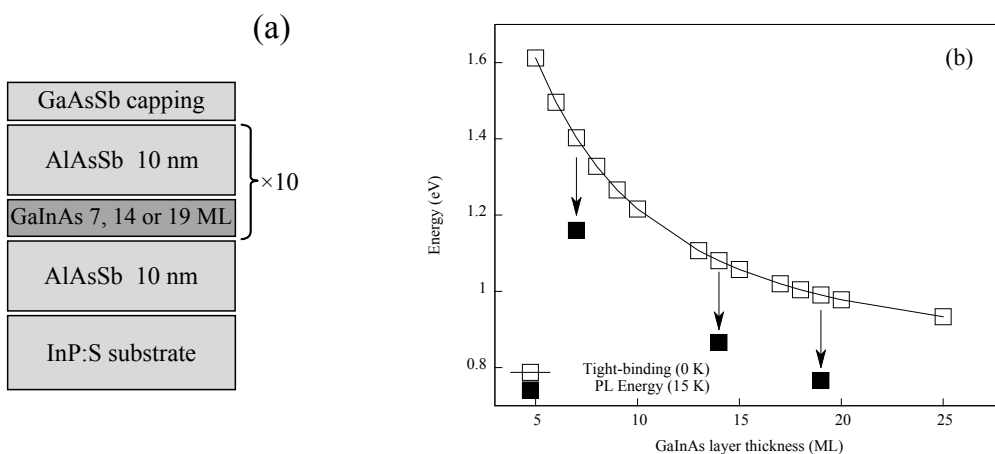 (a)
GaAsSb capping
AlAsSb 10 nm
×10
GaInAs 7, 14 or 19 ML
AlAsSb 10 nm
InP:S substrate
(b)
Energy (eV)
1.6
1.4
1.2
1
0.8
Tight-binding (0 K)
PL Energy (15 K)
5 10 15 20 25
GaInAs layer thickness (ML)